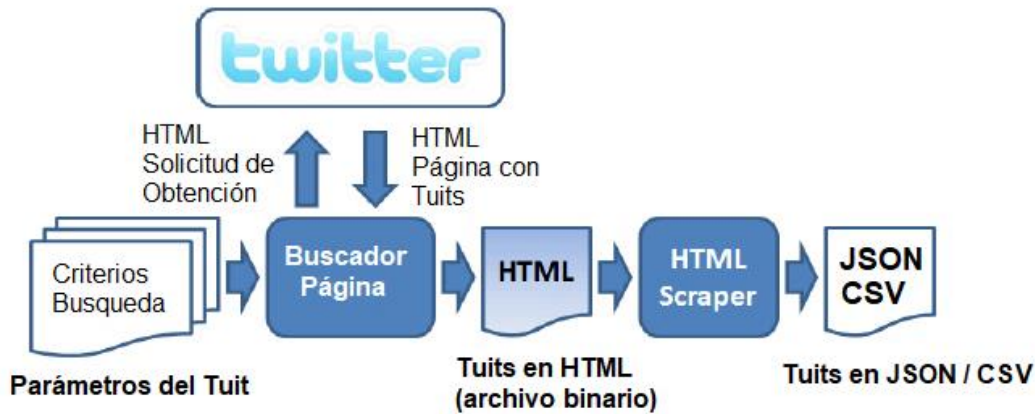 twitter
HTML
Solicitud de
Obtención
HTML
Página con
Tuits
Criterios
Busqueda
Buscador
Página
HTML
HTML
Scraper
JSON
CSV
Parámetros del Tuit
Tuits en HTML
(archivo binario)
Tuits en JSON / CSV